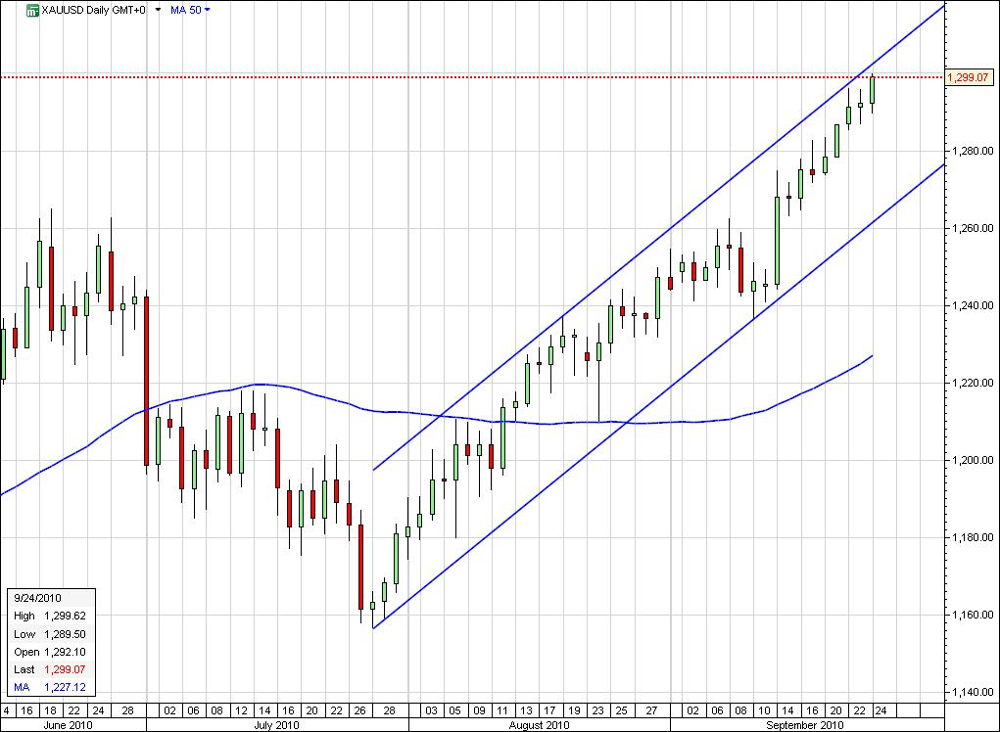 XAUUSD Daily GMT+0 MA 50
1,299.07
1,280.00
1,260.00
1,240.00
1,220.00
1,200.00
1,180.00
1,160.00
1,140.00
9/24/2010
High 1,299.62
Low 1,289.50
Open 1,292.10
Last 1,299.07
MA 1,227.12
4 16 18 22 24 28 02 06 08 12 14 16 20 22 26 28 03 05 09 11 13 17 19 23 25 27 02 06 08 10 14 16 20 22 24
June 2010 July 2010 August 2010 September 2010